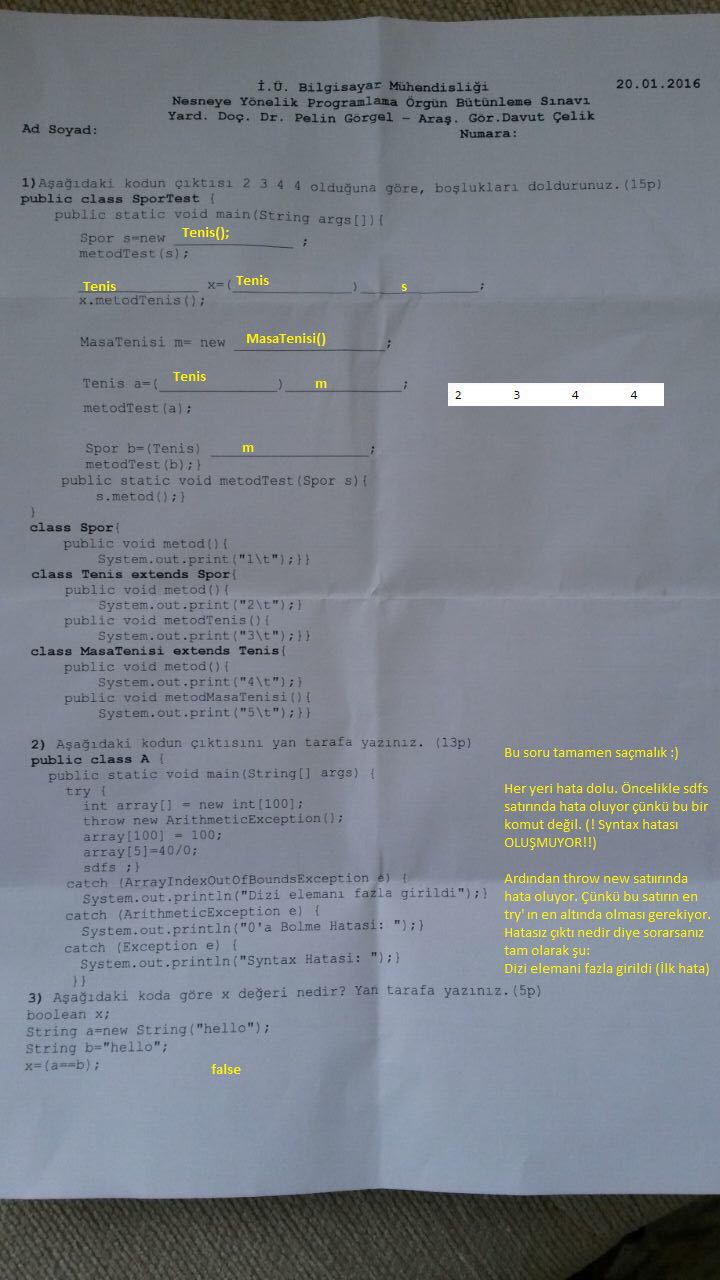 İ.Ü. Bilgisayar Mühendisliği 20.01.2016
Nesneye Yönelik Programlama Örgün Bütünleme Sınavı
Yard. Doç. Dr. Pelin Görgel – Araş. Gör.Davut Çelik
Ad Soyad: Numara:
1)Aşağıdaki kodun çıktısı 2 3 4 4 olduğuna göre, boşlukları doldurunuz.(15p)
public class SporTest {
public static void main(String args[]){
Spor s=new Tenis(); ;
metodTest(s);
Tenis x=( Tenis ) s ;
x.metodTenis();
MasaTenisi m= new MasaTenisi() ;
Tenis a=( Tenis ) m ;
2 3 4 4
metodTest(a);
Spor b=(Tenis) m ;
metodTest(b);}
public static void metodTest(Spor s){
s.metod();}
}
class Spor{
public void metod(){
System.out.print("1\t");}}
class Tenis extends Spor{
public void metod(){
System.out.print("2\t");}
public void metodTenis(){
System.out.print("3\t");}}
class MasaTenisi extends Tenis{
public void metod(){
System.out.print("4\t");}
public void metodMasaTenisi(){
System.out.print("5\t");}}
2) Aşağıdaki kodun çıktısını yan tarafa yazınız. (13p)
public class A {
public static void main(String[] args) {
try {
int array[] = new int[100];
throw new ArithmeticException();
array[100] = 100;
array[5]=40/0;
sdfs ;}
catch (ArrayIndexOutOfBoundsException e) {
System.out.println("Dizi elemanı fazla girildi");}
catch (ArithmeticException e) {
System.out.println("0'a Bolme Hatasi: ");}
catch (Exception e) {
System.out.println("Syntax Hatasi: ");}
}}
Bu soru tamamen saçmalık :)
Her yeri hata dolu. Öncelikle sdfs
satırında hata oluyor çünkü bu bir
komut değil. (! Syntax hatası
OLUŞMUYOR!!)
Ardından throw new satıırında
hata oluyor. Çünkü bu satırın en
try' ın en altında olması gerekiyor.
Hatasız çıktı nedir diye sorarsanız
tam olarak şu:
Dizi elemani fazla girildi (İlk hata)
3) Aşağıdaki koda göre x değeri nedir? Yan tarafa yazınız.(5p)
boolean x;
String a=new String("hello");
String b="hello";
x=(a==b);
false